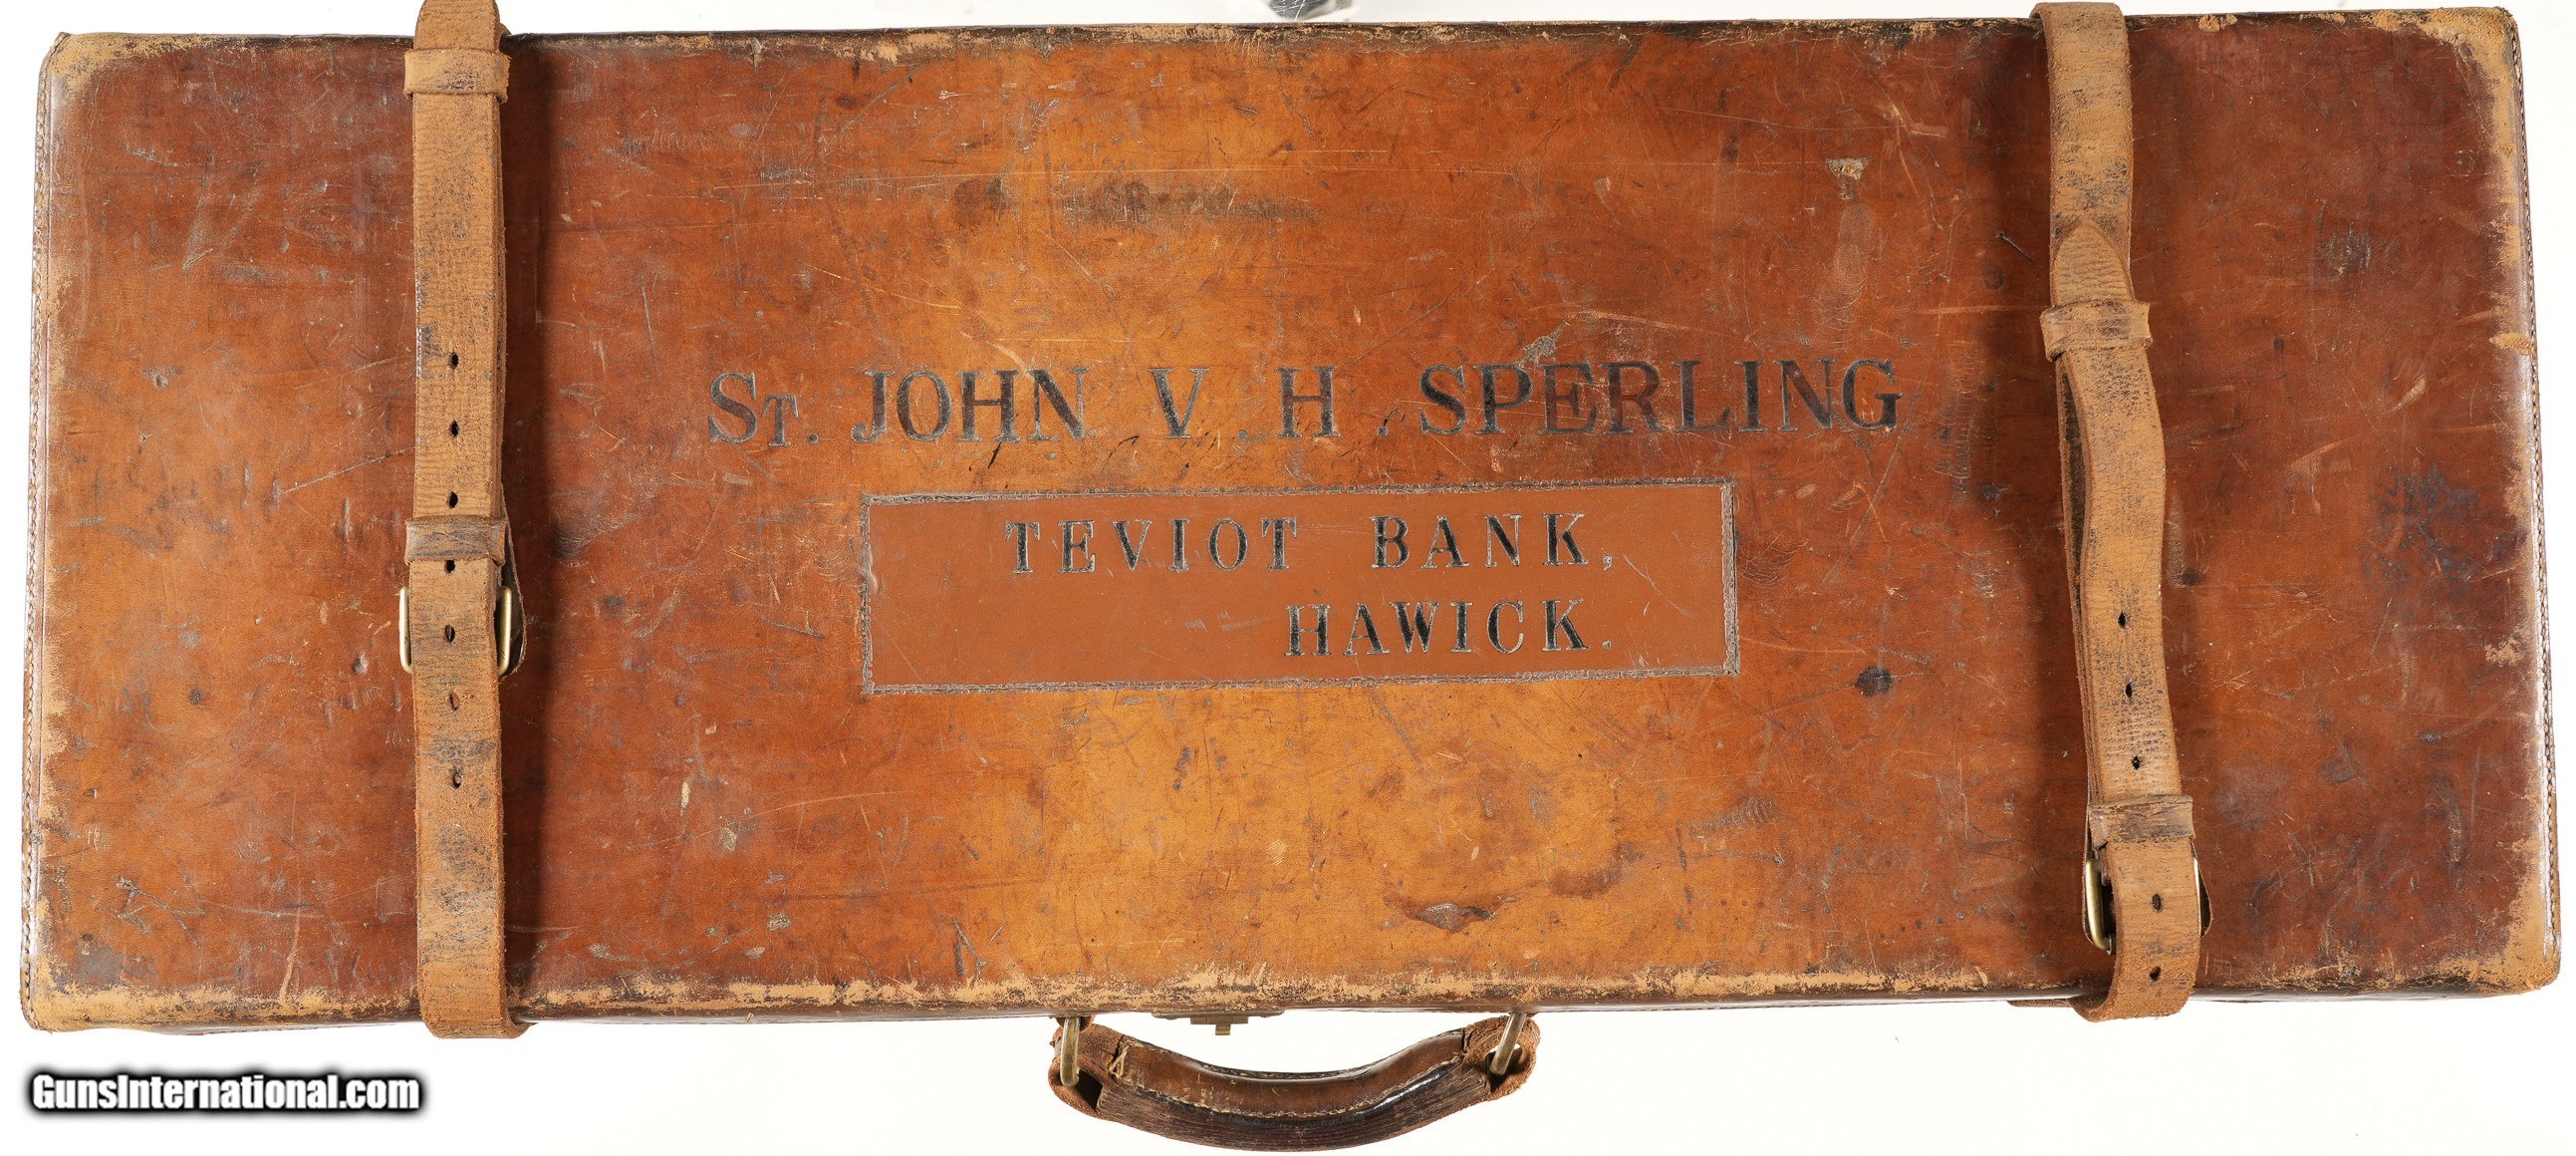 St. JOHN V. H. SPERLING
TEVIOT BANK,
HAWICK.
GunsInternational.com